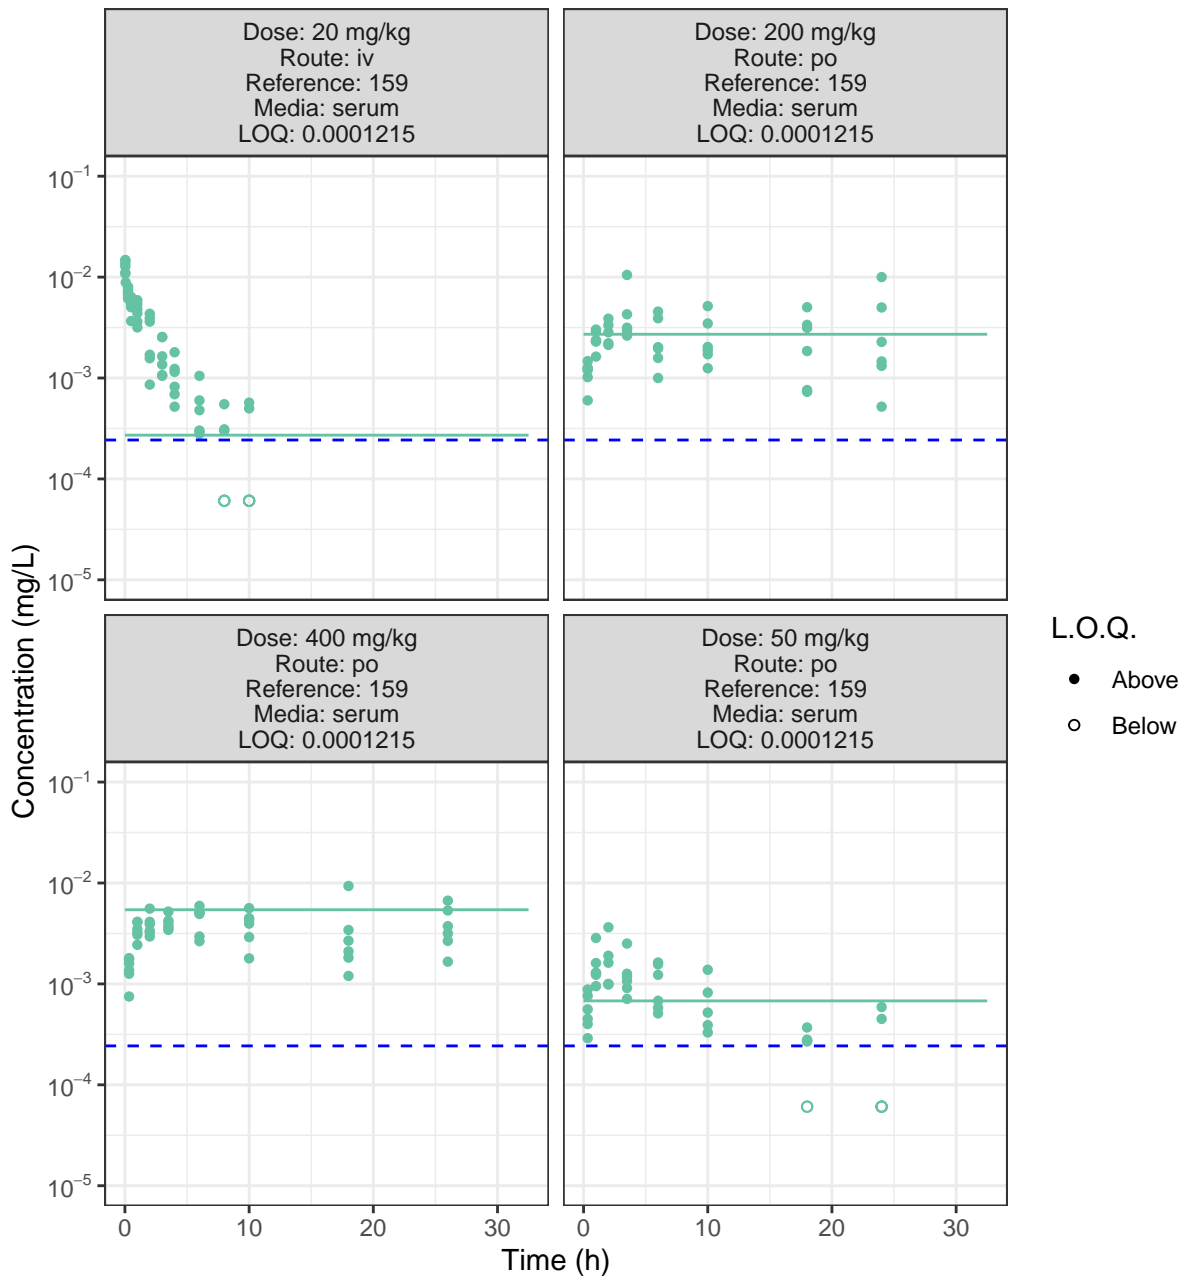 Dose: 20 mg/kg
Route: iv
Reference: 159
Media: serum
LOQ: 0.0001215
Dose: 200 mg/kg
Route: po
Reference: 159
Media: serum
LOQ: 0.0001215
10⁻¹
10⁻²
10⁻³
10⁻⁴
10⁻⁵
Concentration (mg/L)
Dose: 400 mg/kg
Route: po
Reference: 159
Media: serum
LOQ: 0.0001215
Dose: 50 mg/kg
Route: po
Reference: 159
Media: serum
LOQ: 0.0001215
10⁻¹
10⁻²
10⁻³
10⁻⁴
10⁻⁵
0 10 20 30
0 10 20 30
Time (h)
L.O.Q.
Above
Below